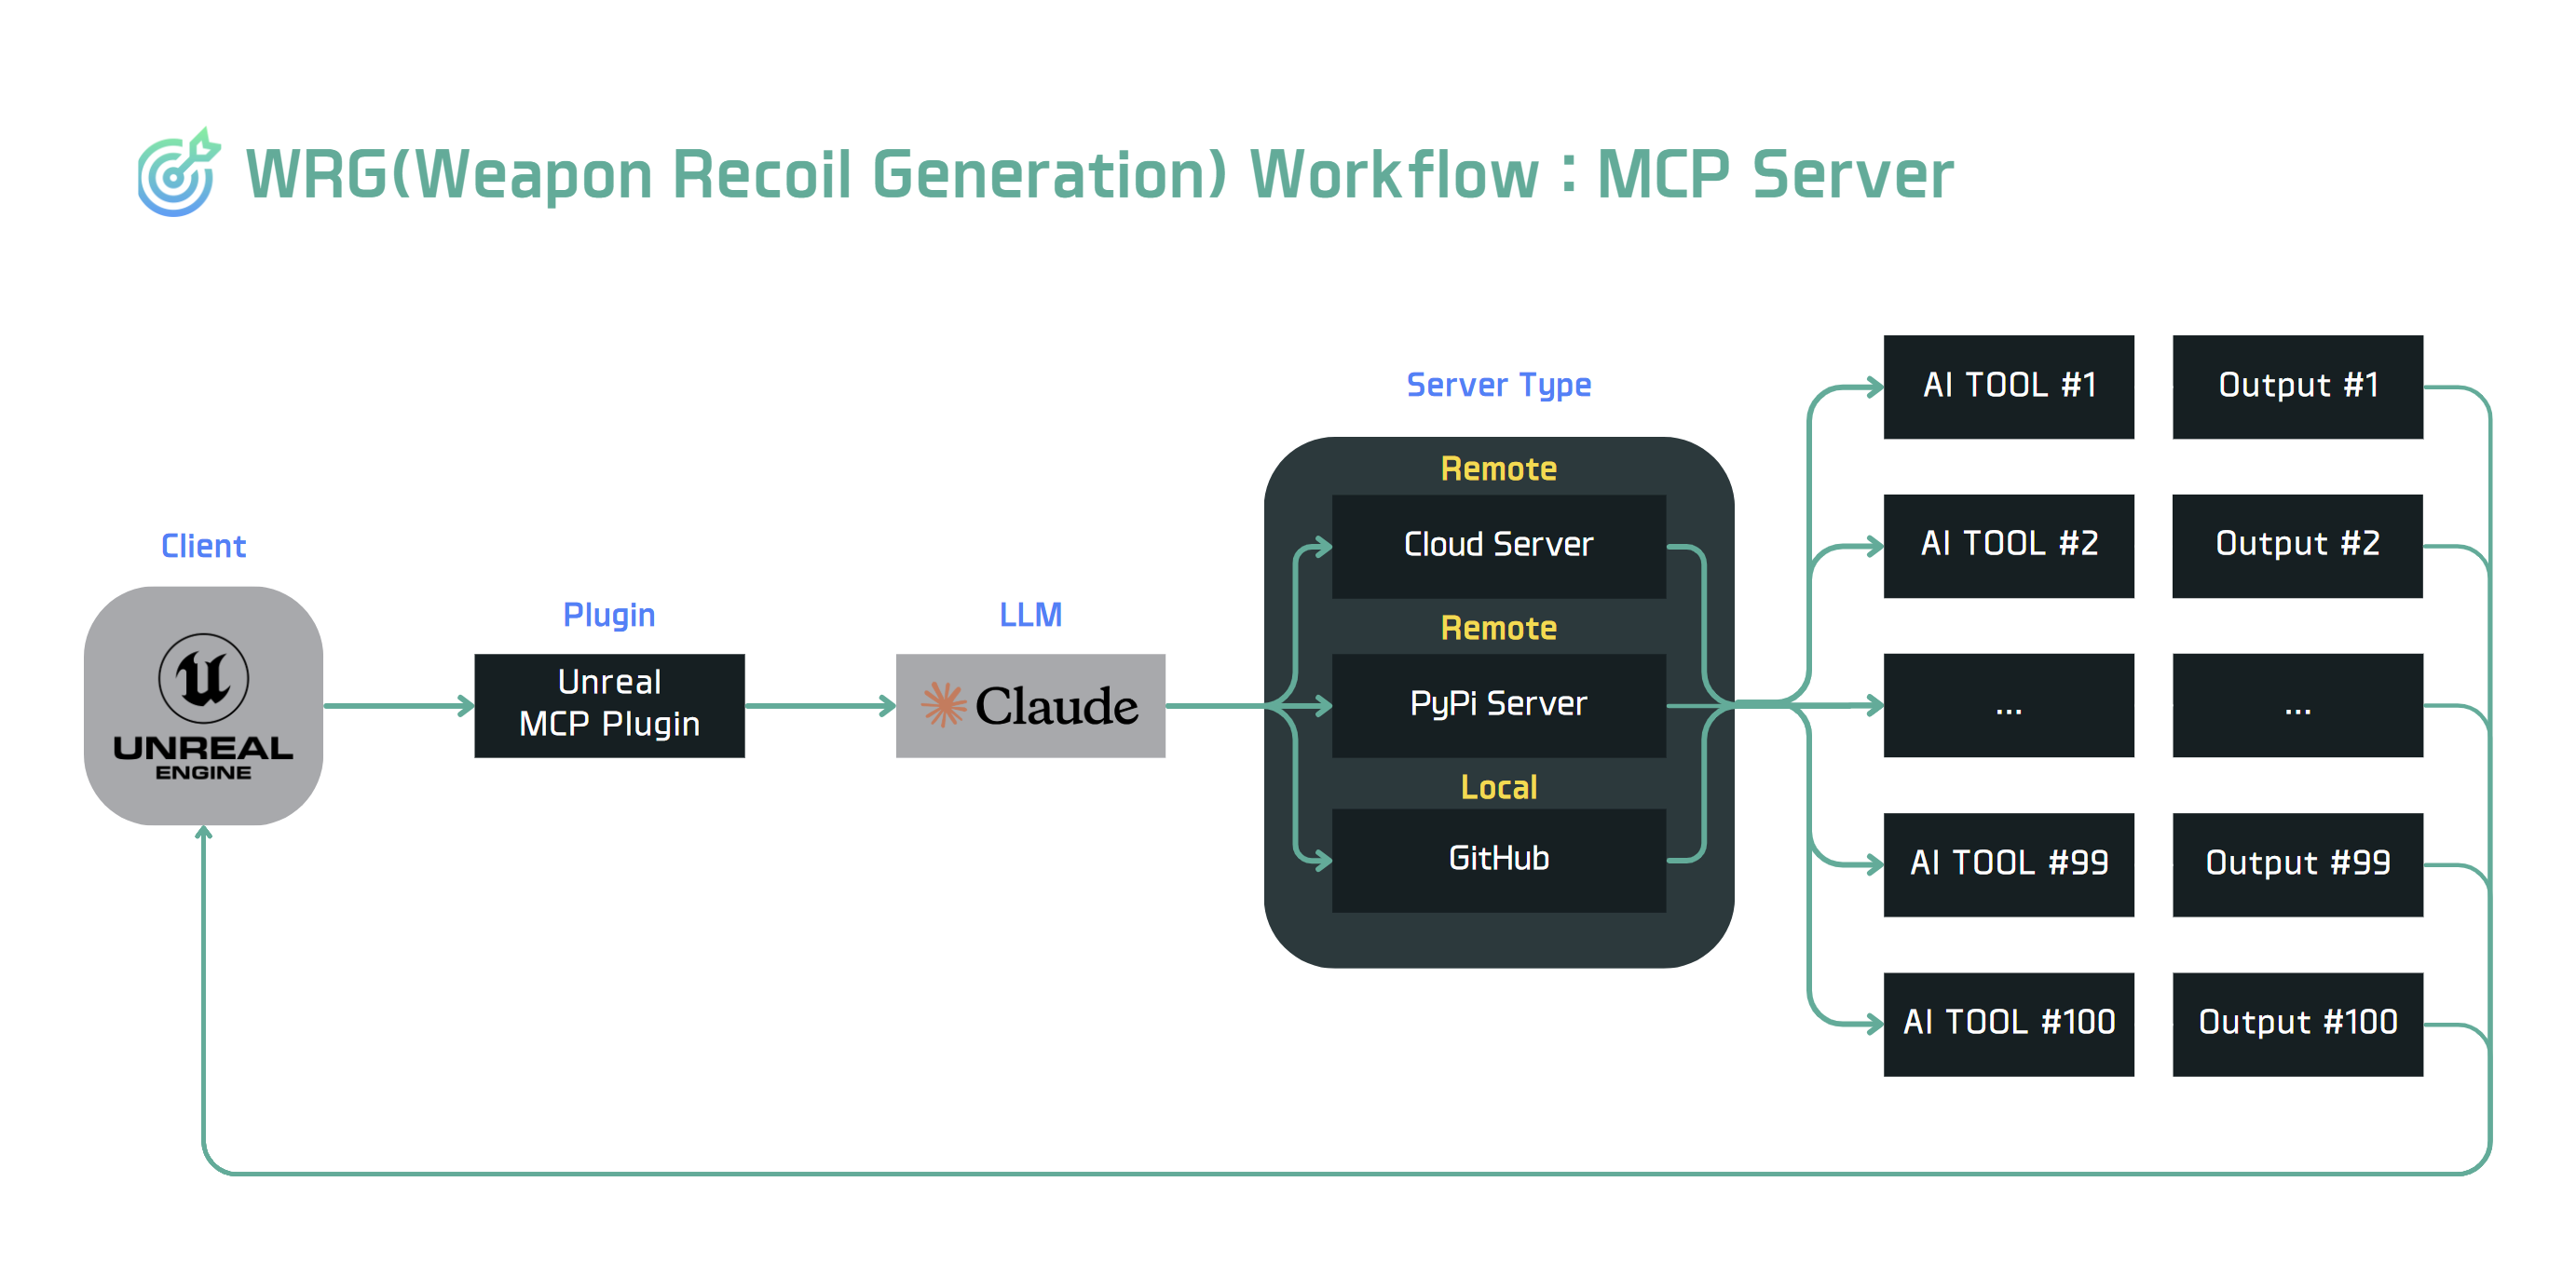 WRG(Weapon Recoil Generation) Workflow : MCP Server
Client
UNREAL
ENGINE
Plugin
Unreal
MCP Plugin
LLM
Claude
Server Type
Remote
Cloud Server
Remote
PyPi Server
Local
GitHub
AI TOOL #1
Output #1
AI TOOL #2
Output #2
...
...
AI TOOL #99
Output #99
AI TOOL #100
Output #100